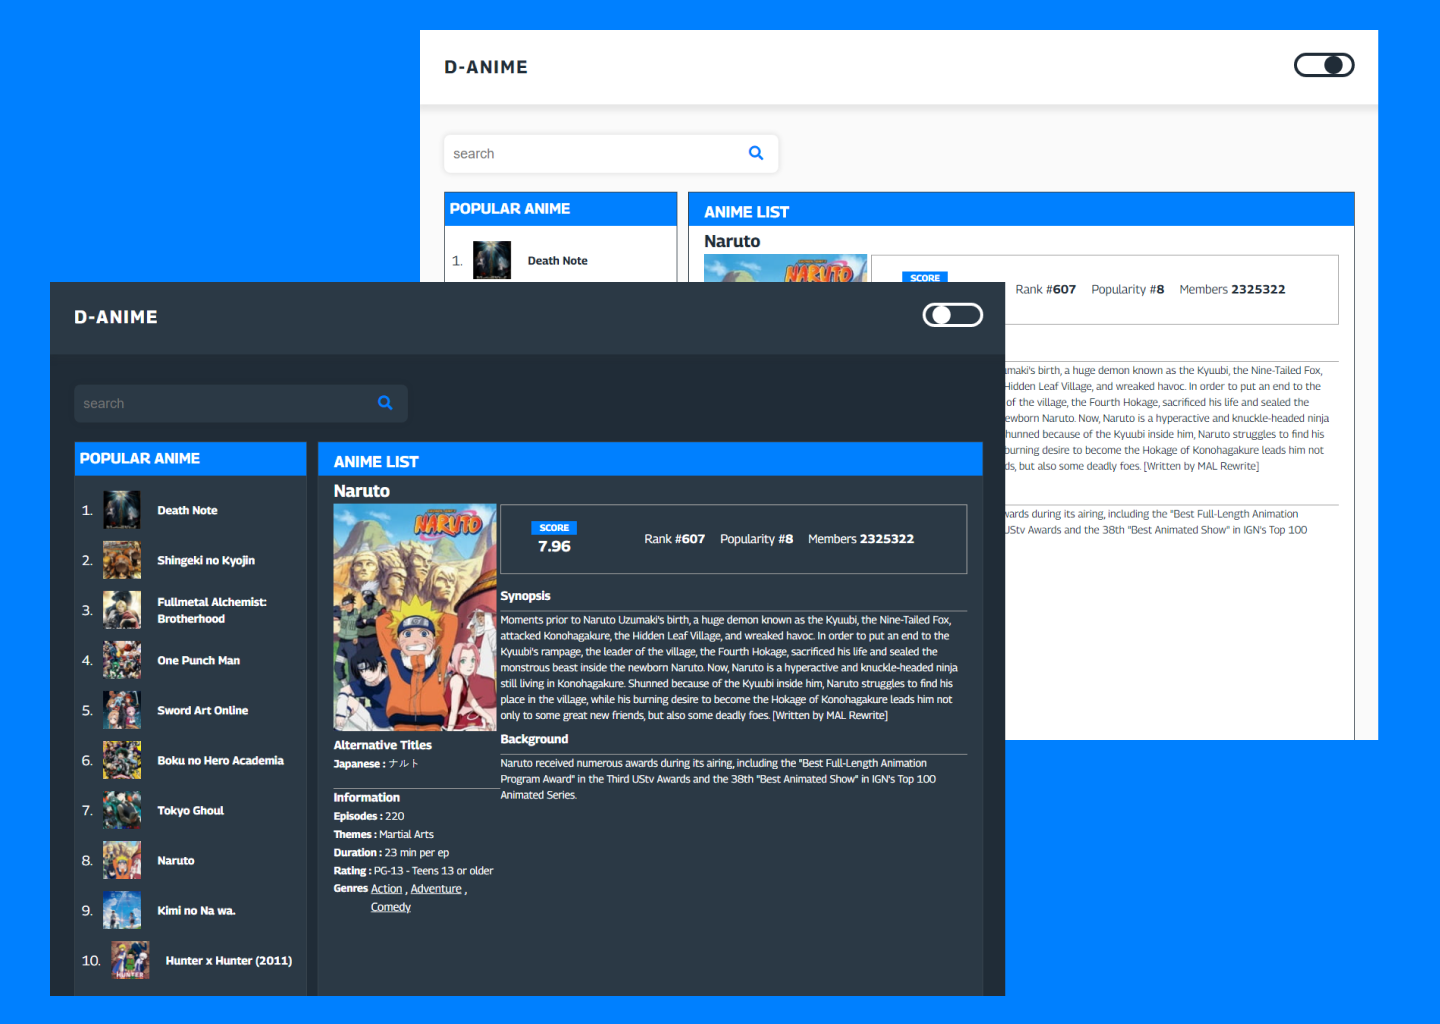 D-ANIME
search
POPULAR ANIME
1. Death Note
ANIME LIST
Naruto
NARUTO
SCORE
Rank #607 Popularity #8 Members 2325322
umaki's birth, a huge demon known as the Kyuubi, the Nine-Tailed Fox,
Hidden Leaf Village, and wreaked havoc. In order to put an end to the
of the village, the Fourth Hokage, sacrificed his life and sealed the
ewborn Naruto. Now, Naruto is a hyperactive and knuckle-headed ninja
hunned because of the Kyuubi inside him, Naruto struggles to find his
burning desire to become the Hokage of Konohagakure leads him not
ds, but also some deadly foes. [Written by MAL Rewrite]
wards during its airing, including the "Best Full-Length Animation
UStv Awards and the 38th "Best Animated Show" in IGN's Top 100
D-ANIME
search
POPULAR ANIME
1. Death Note
2. Shingeki no Kyojin
3. Fullmetal Alchemist:
Brotherhood
4. One Punch Man
5. Sword Art Online
6. Boku no Hero Academia
7. Tokyo Ghoul
8. Naruto
9. Kimi no Na wa.
10. Hunter x Hunter (2011)
HUNTER
ANIME LIST
Naruto
NARUTO
Alternative Titles
Japanese : ナルト
Information
Episodes : 220
Themes : Martial Arts
Duration : 23 min per ep
Rating : PG-13 - Teens 13 or older
Genres Action , Adventure ,
Comedy
SCORE
7.96
Rank #607 Popularity #8 Members 2325322
Synopsis
Moments prior to Naruto Uzumaki's birth, a huge demon known as the Kyuubi, the Nine-Tailed Fox,
attacked Konohagakure, the Hidden Leaf Village, and wreaked havoc. In order to put an end to the
Kyuubi's rampage, the leader of the village, the Fourth Hokage, sacrificed his life and sealed the
monstrous beast inside the newborn Naruto. Now, Naruto is a hyperactive and knuckle-headed ninja
still living in Konohagakure. Shunned because of the Kyuubi inside him, Naruto struggles to find his
place in the village, while his burning desire to become the Hokage of Konohagakure leads him not
only to some great new friends, but also some deadly foes. [Written by MAL Rewrite]
Background
Naruto received numerous awards during its airing, including the "Best Full-Length Animation
Program Award" in the Third UStv Awards and the 38th "Best Animated Show" in IGN's Top 100
Animated Series.